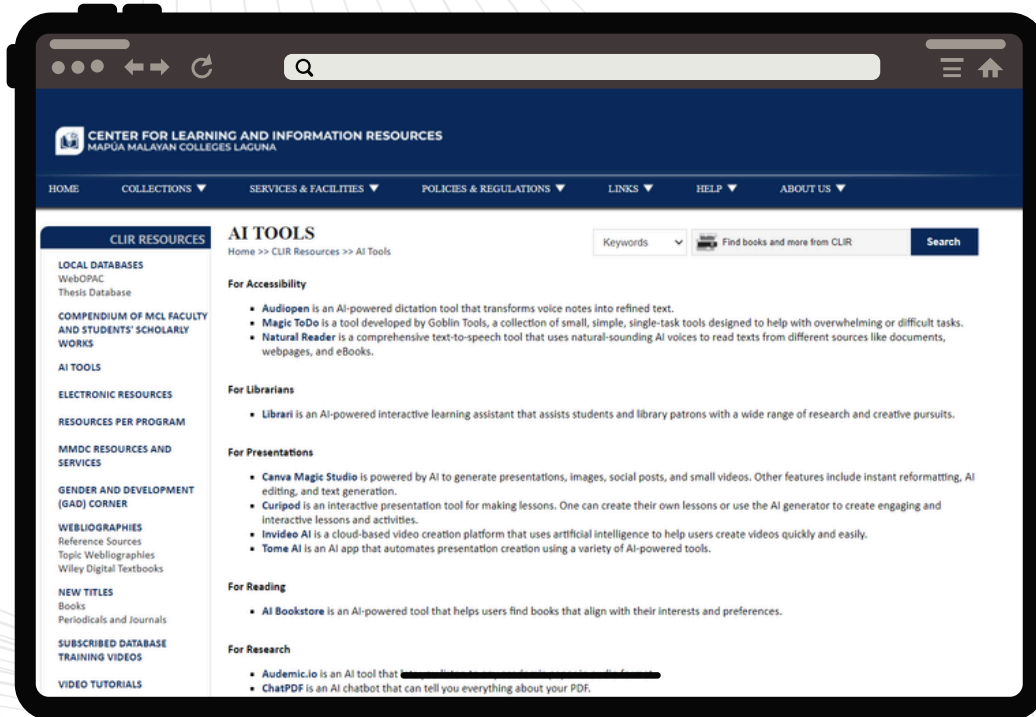 CENTER FOR LEARNING AND INFORMATION RESOURCES
MAPÚA MALAYAN COLLEGES LAGUNA
HOME COLLECTIONS ▼ SERVICES & FACILITIES ▼ POLICIES & REGULATIONS ▼ LINKS ▼ HELP ▼ ABOUT US ▼
CLIR RESOURCES
LOCAL DATABASES
WebOPAC
Thesis Database
COMPENDIUM OF MCL FACULTY
AND STUDENTS' SCHOLARLY
WORKS
AI TOOLS
ELECTRONIC RESOURCES
RESOURCES PER PROGRAM
MMDC RESOURCES AND
SERVICES
GENDER AND DEVELOPMENT
(GAD) CORNER
WEBLIOGRAPHIES
Reference Sources
Topic Webliographies
Wiley Digital Textbooks
NEW TITLES
Books
Periodicals and Journals
SUBSCRIBED DATABASE
TRAINING VIDEOS
VIDEO TUTORIALS
AI TOOLS
Home >> CLIR Resources >> AI Tools
Keywords Find books and more from CLIR Search
For Accessibility
▪ Audiopen is an AI-powered dictation tool that transforms voice notes into refined text.
▪ Magic ToDo is a tool developed by Goblin Tools, a collection of small, simple, single-task tools designed to help with overwhelming or difficult tasks.
▪ Natural Reader is a comprehensive text-to-speech tool that uses natural-sounding AI voices to read texts from different sources like documents,
webpages, and eBooks.
For Librarians
▪ Librari is an AI-powered interactive learning assistant that assists students and library patrons with a wide range of research and creative pursuits.
For Presentations
▪ Canva Magic Studio is powered by AI to generate presentations, images, social posts, and small videos. Other features include instant reformatting, AI
editing, and text generation.
▪ Curipod is an interactive presentation tool for making lessons. One can create their own lessons or use the AI generator to create engaging and
interactive lessons and activities.
▪ Invideo AI is a cloud-based video creation platform that uses artificial intelligence to help users create videos quickly and easily.
▪ Tome AI is an AI app that automates presentation creation using a variety of AI-powered tools.
For Reading
▪ AI Bookstore is an AI-powered tool that helps users find books that align with their interests and preferences.
For Research
▪ Audemic.io is an AI tool that
▪ ChatPDF is an AI chatbot that can tell you everything about your PDF.